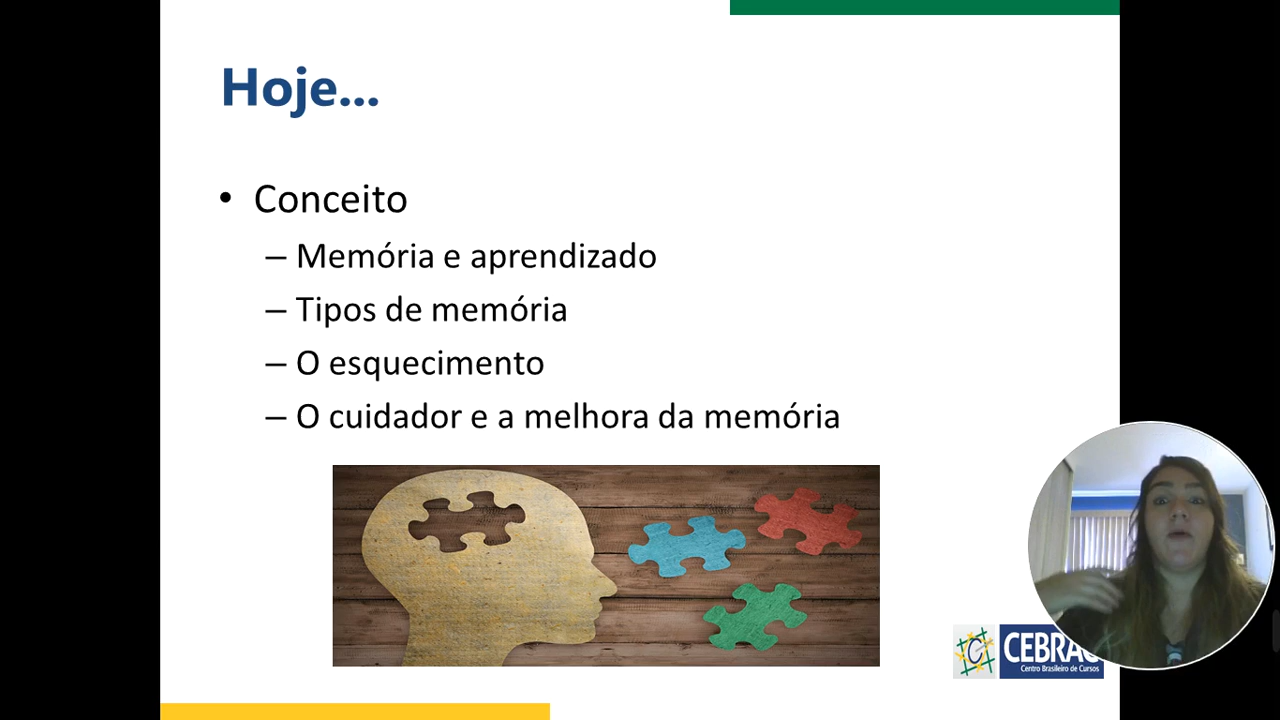 Hoje...
• Conceito
– Memória e aprendizado
– Tipos de memória
– O esquecimento
– O cuidador e a melhora da memória
CEBRAC
Centro Brasileiro de Cursos